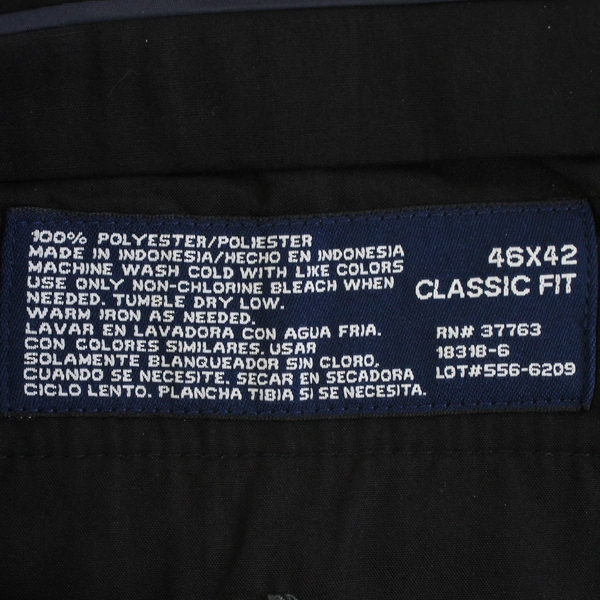 100% POLYESTER/POLIESTER
MADE IN INDONESIA/HECHO EN INDONESIA
MACHINE WASH COLD WITH LIKE COLORS
USE ONLY NON-CHLORINE BLEACH WHEN
NEEDED. TUMBLE DRY LOW.
WARM IRON AS NEEDED.
LAVAR EN LAVADORA CON AGUA FRIA.
CON COLORES SIMILARES. USAR
SOLAMENTE BLANQUEADOR SIN CLORO.
CUANDO SE NECESITE. SECAR EN SECADORA
CICLO LENTO. PLANCHA TIBIA SI SE NECESITA.
46X42
CLASSIC FIT
RN# 37763
18318-6
LOT#556-6209